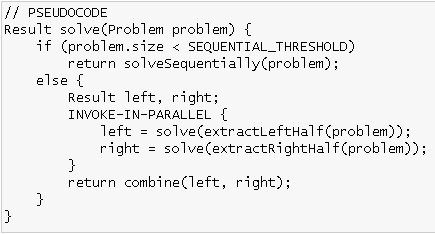 // PSEUDOCODE
Result solve(Problem problem) {
    if (problem.size < SEQUENTIAL_THRESHOLD)
        return solveSequentially(problem);
    else {
        Result left, right;
        INVOKE-IN-PARALLEL {
            left = solve(extractLeftHalf(problem));
            right = solve(extractRightHalf(problem));
        }
        return combine(left, right);
    }
}